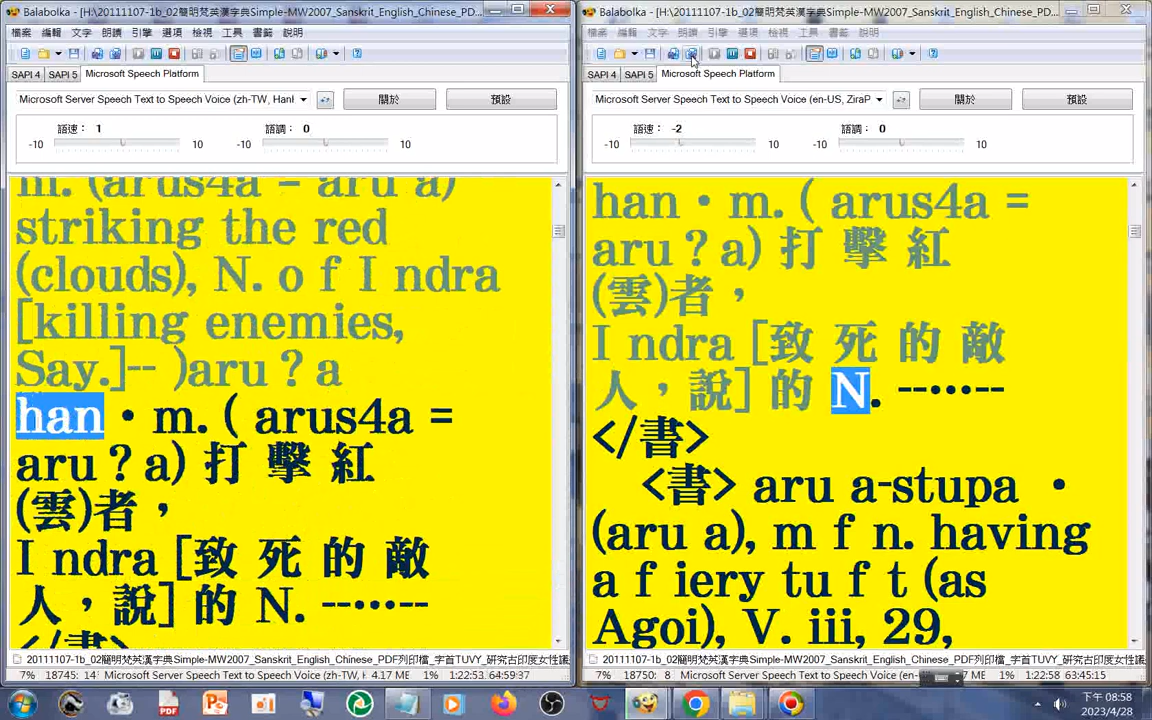 Balabolka - [H:\20111107-1b_02簡明梵英漢字典Simple-MW2007_Sanskrit_English_Chinese_PD...
檔案 編輯 文字 朗讀 引擎 選項 檢視 工具 書籤 說明
SAPI 4 SAPI 5 Microsoft Speech Platform
Microsoft Server Speech Text to Speech Voice (zh-TW, HanH
關於 預設
語速： 1 語調： 0
-10 10 -10 10
m. (arus4a = aru a)
striking the red
(clouds), N. o f I ndra
[killing enemies,
Say.]-- )aru？a
han • m. ( arus4a =
aru？a) 打 擊 紅
(雲)者，
I ndra [致 死 的 敵
人，說] 的 N. --•••--
</書>
20111107-1b_02簡明梵英漢字典Simple-MW2007_Sanskrit_English_Chinese_PDF列印檔_字首TUVY_研究古印度女性議
7% 18745: 14 Microsoft Server Speech Text to Speech Voice (zh-TW, H 4.17 ME 1% 1:22:53, 64:59:37
Balabolka - [H:\20111107-1b_02簡明梵英漢字典Simple-MW2007_Sanskrit_English_Chinese_PDF...
檔案 編輯 文字 朗讀 引擎 選項 檢視 工具 書籤 說明
SAPI 4 SAPI 5 Microsoft Speech Platform
Microsoft Server Speech Text to Speech Voice (en-US, ZiraP
關於 預設
語速： -2 語調： 0
-10 10 -10 10
han • m. ( arus4a =
aru？a) 打 擊 紅
(雲)者，
I ndra [致 死 的 敵
人，說] 的 N. --•••--
</書>
<書> aru a-stupa •
(aru a), m f n. having
a f iery tu f t (as
Agoi), V. iii, 29,
20111107-1b_02簡明梵英漢字典Simple-MW2007_Sanskrit_English_Chinese_PDF列印檔_字首TUVY_研究古印度女性議
7% 18750: 8 Microsoft Server Speech Text to Speech Voice (en-US, 1% 1:22:58, 63:45:15
PDF
下午 08:58
2023/4/28